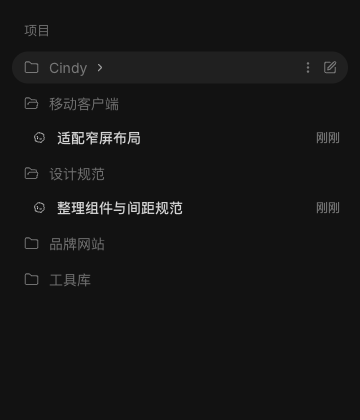 项目
Cindy
移动客户端
适配窄屏布局 刚刚
设计规范
整理组件与间距规范 刚刚
品牌网站
工具库